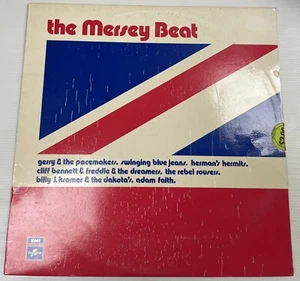 the Mersey Beat
gerry & the pacemakers. swinging blue jeans. herman's hermits.
cliff bennett & freddie & the dreamers. the rebel rousers.
billy j. kramer & the dakota's. adam faith.
EMI